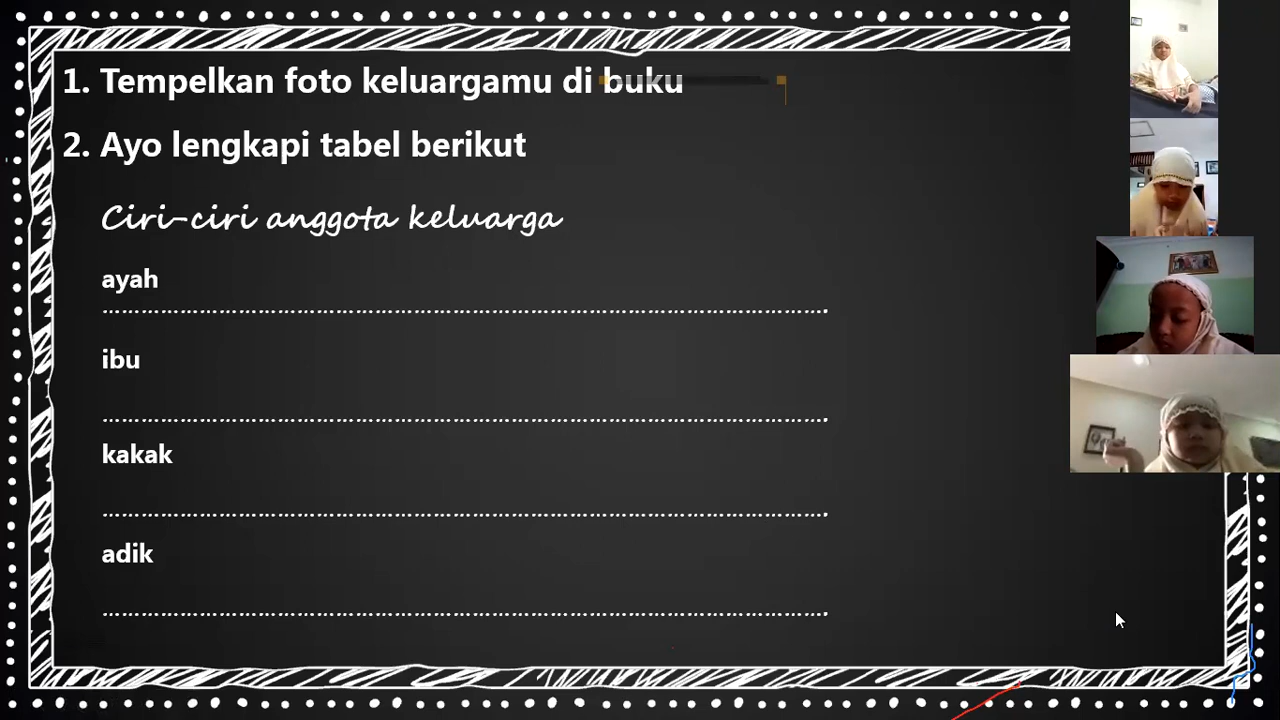 1. Tempelkan foto keluargamu di buku
2. Ayo lengkapi tabel berikut
Ciri-ciri anggota keluarga
ayah
……………………………………………………………………………………………….
ibu
……………………………………………………………………………………………….
kakak
……………………………………………………………………………………………….
adik
……………………………………………………………………………………………….